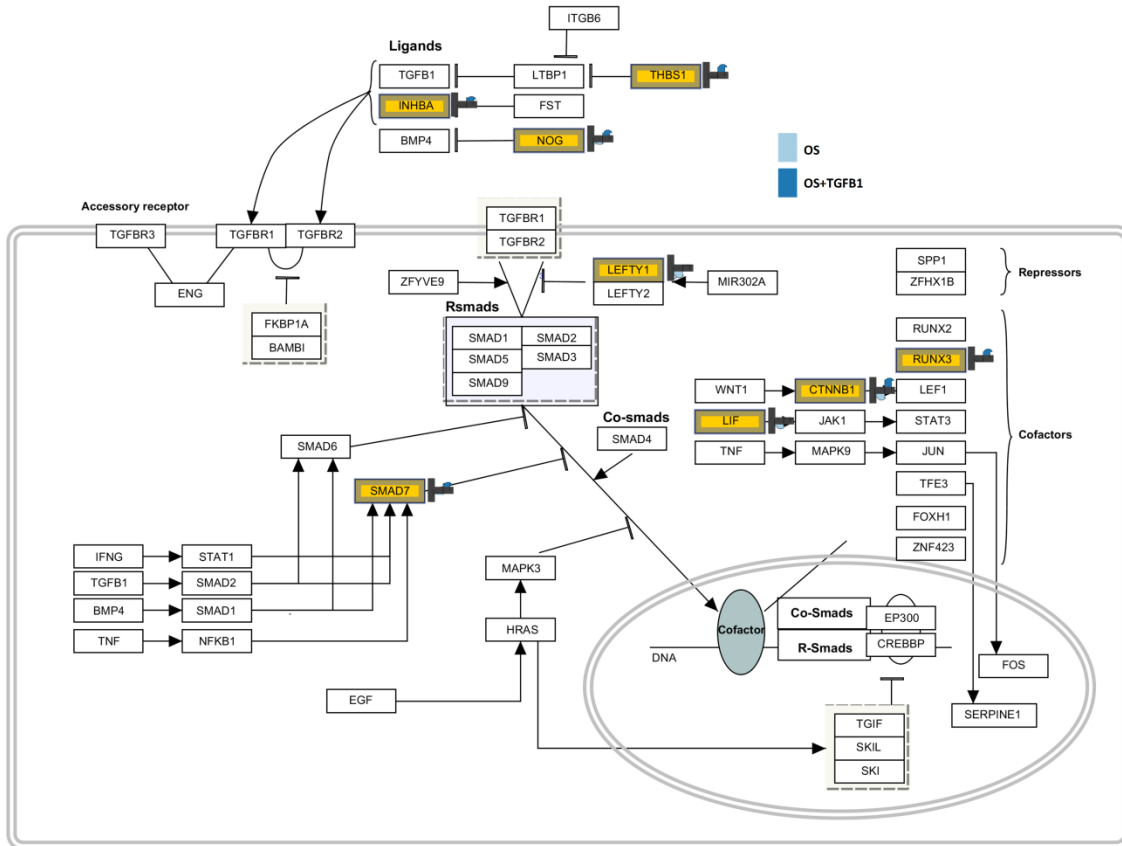 ITGB6
Ligands
TGFB1
LTBP1
THBS1
INHBA
FST
BMP4
NOG
OS
OS+TGFB1
Accessory receptor
TGFBR3
TGFBR1
TGFBR2
ENG
FKBP1A
BAMBI
TGFBR1
TGFBR2
ZFYVE9
LEFTY1
LEFTY2
MIR302A
SPP1
ZFHX1B
Repressors
Rsmads
SMAD1
SMAD2
SMAD5
SMAD3
SMAD9
RUNX2
RUNX3
WNT1
CTNNB1
LEF1
LIF
JAK1
STAT3
TNF
MAPK9
JUN
TFE3
FOXH1
ZNF423
Cofactors
Co-smads
SMAD4
SMAD6
SMAD7
IFNG
STAT1
TGFB1
SMAD2
BMP4
SMAD1
TNF
NFKB1
MAPK3
HRAS
EGF
Cofactor
Co-Smads
EP300
R-Smads
CREBBP
DNA
FOS
SERPINE1
TGIF
SKIL
SKI